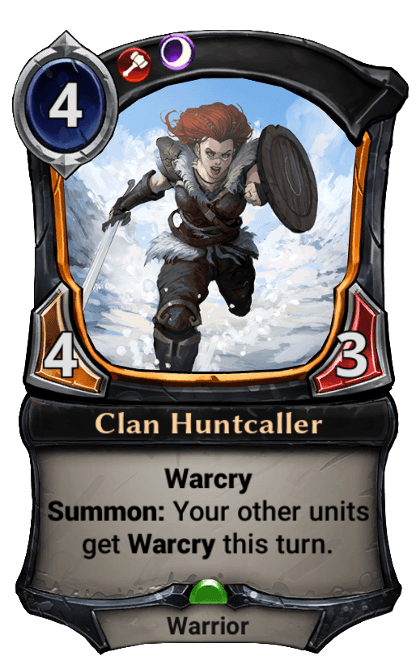 4
4
3
Clan Huntcaller
Warcry
Summon: Your other units
get Warcry this turn.
Warrior